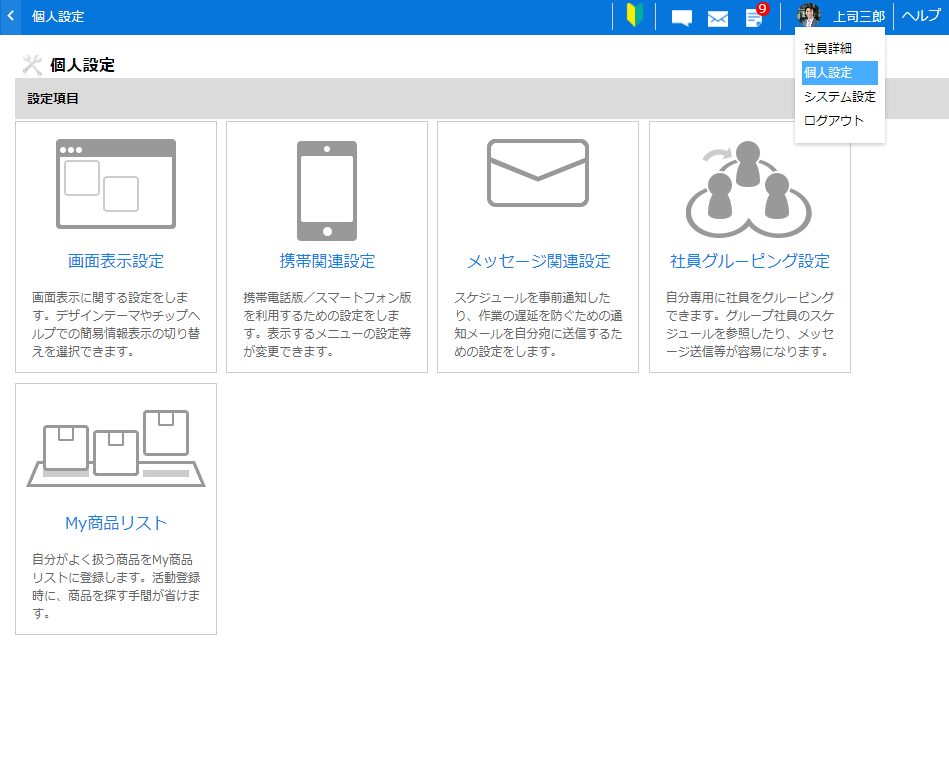 個人設定
9
上司三郎
ヘルプ
社員詳細
個人設定
システム設定
ログアウト
個人設定
設定項目
画面表示設定
画面表示に関する設定をしま
す。デザインテーマやチップヘ
ルプでの簡易情報表示の切り替
えを選択できます。
携帯関連設定
携帯電話版／スマートフォン版
を利用するための設定をしま
す。表示するメニューの設定等
が変更できます。
メッセージ関連設定
スケジュールを事前通知した
り、作業の遅延を防ぐための通
知メールを自分宛に送信するた
めの設定をします。
社員グルーピング設定
自分専用に社員をグルーピング
できます。グループ社員のスケ
ジュールを参照したり、メッセ
ージ送信等が容易になります。
My商品リスト
自分がよく扱う商品をMy商品
リストに登録します。活動登録
時に、商品を探す手間が省けま
す。